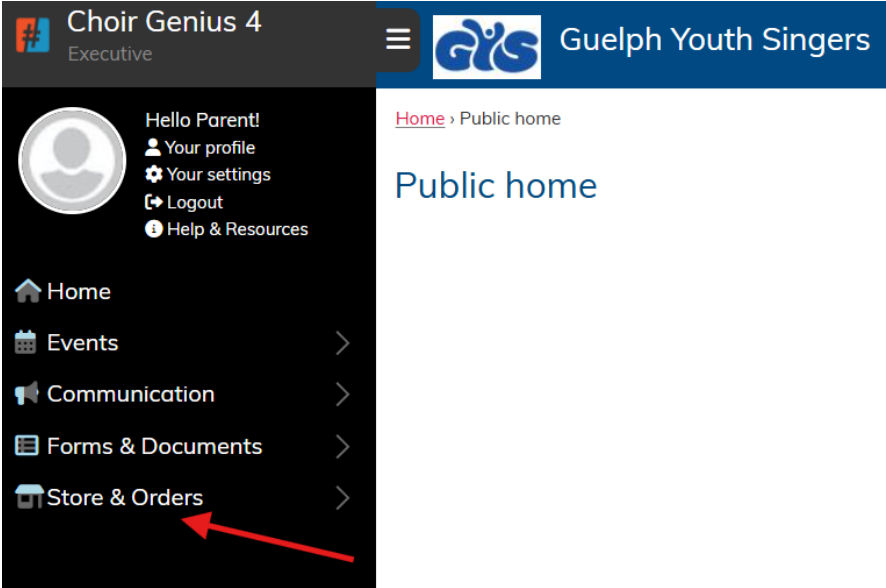 Choir Genius 4
Executive
Hello Parent!
Your profile
Your settings
Logout
Help & Resources
Home
Events
Communication
Forms & Documents
Store & Orders
GYS
Guelph Youth Singers
Home › Public home
Public home